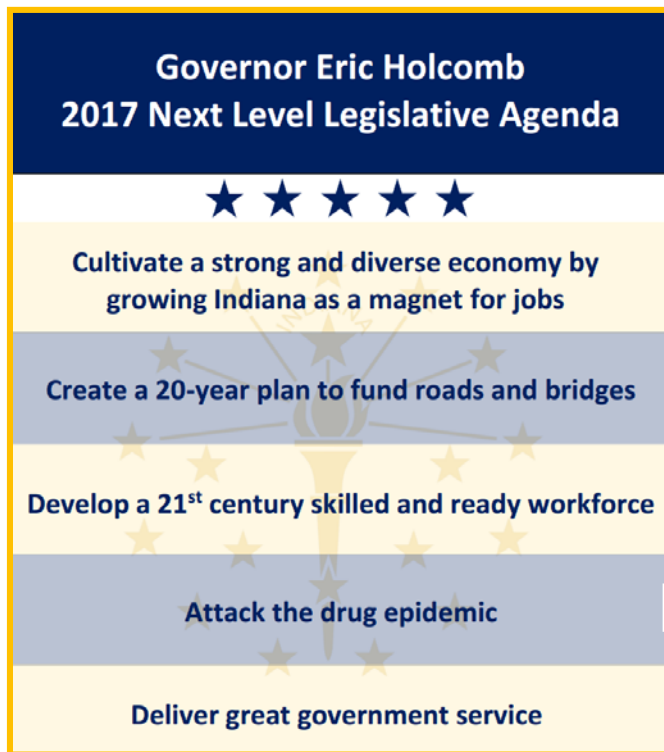 Governor Eric Holcomb
2017 Next Level Legislative Agenda
Cultivate a strong and diverse economy by
growing Indiana as a magnet for jobs
INDIANA
Create a 20-year plan to fund roads and bridges
Develop a 21st century skilled and ready workforce
Attack the drug epidemic
Deliver great government service